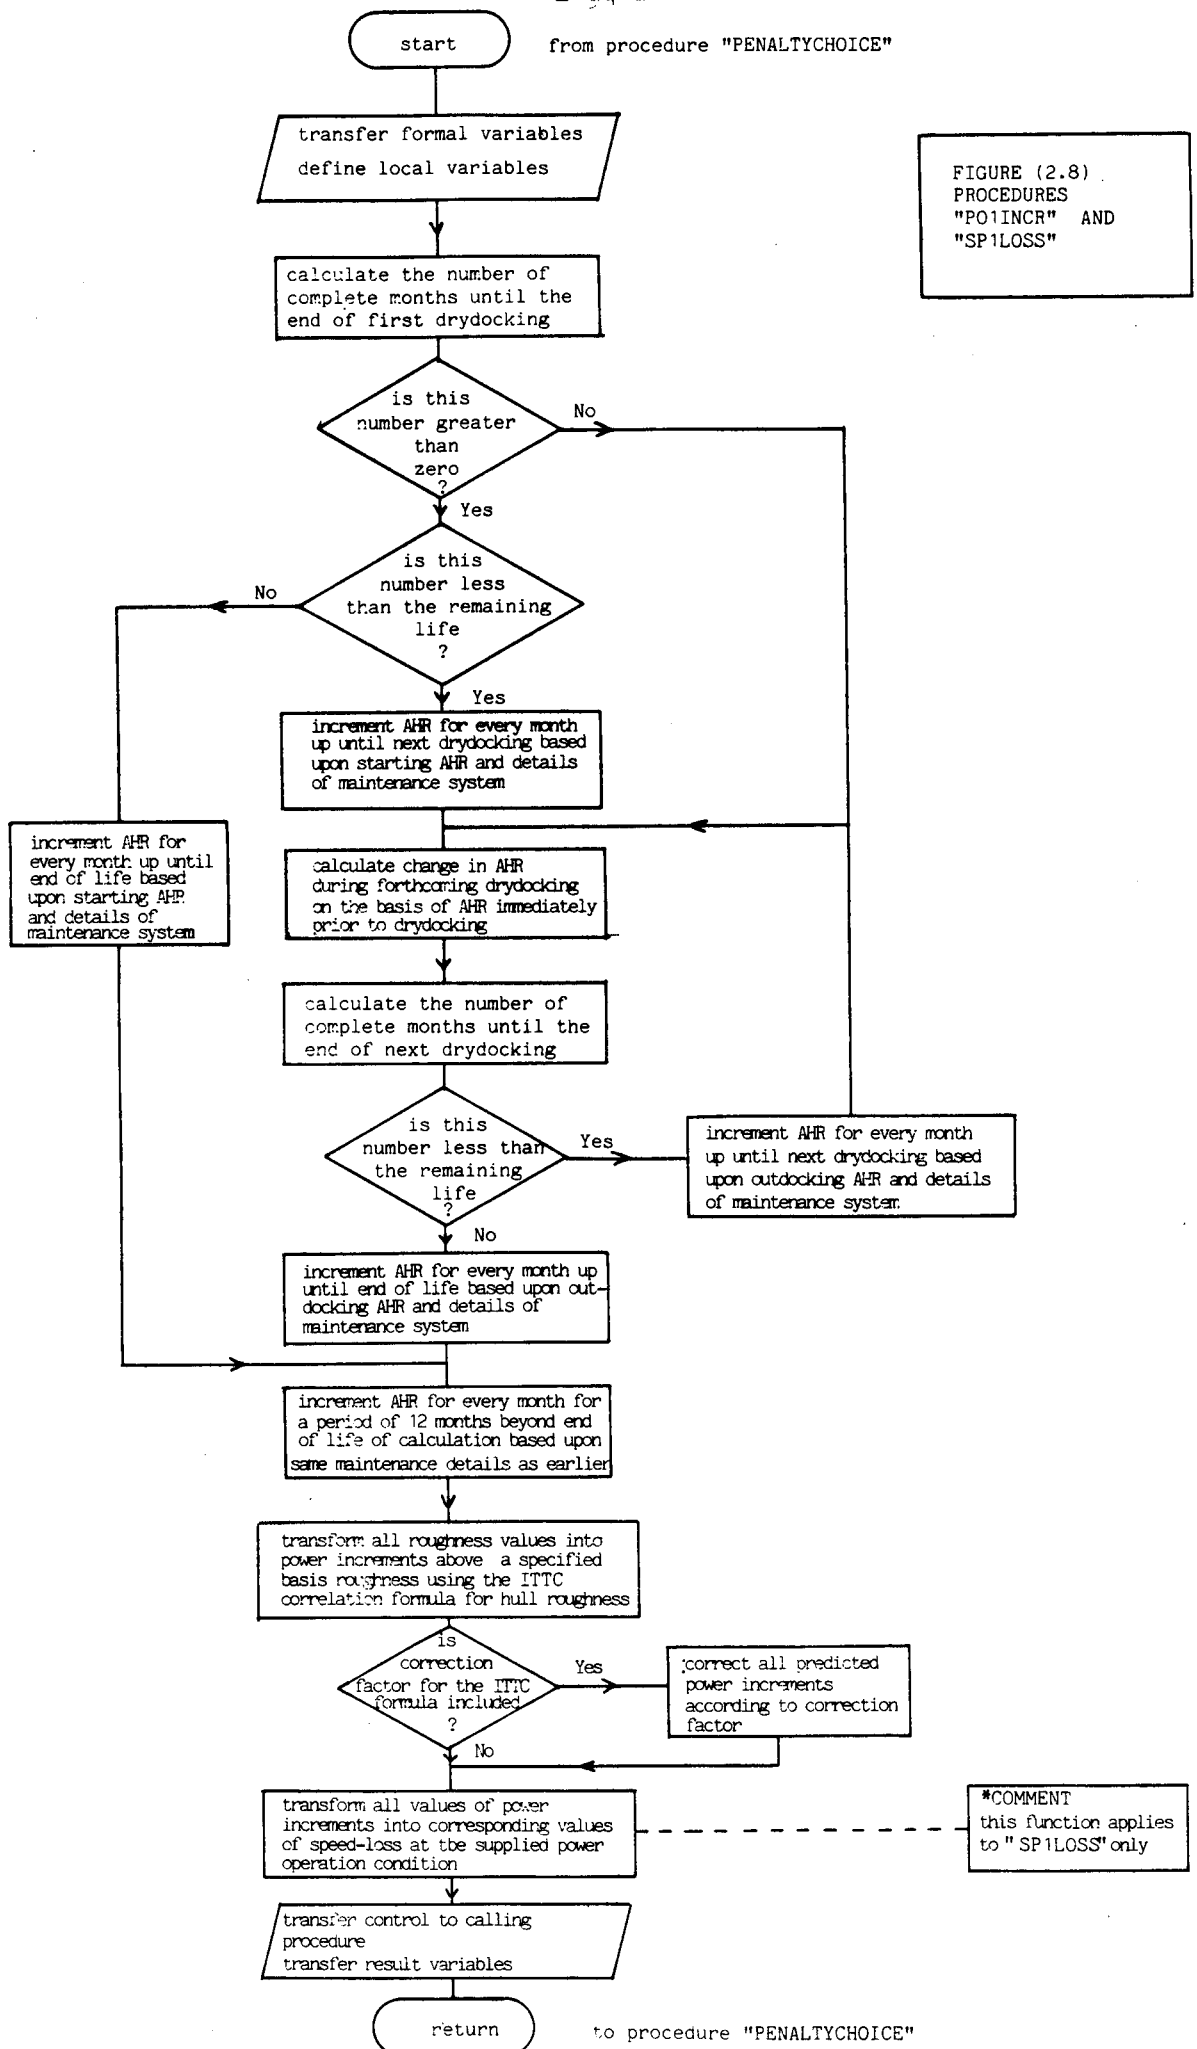 start
from procedure "PENALTYCHOICE"
transfer formal variables
define local variables
FIGURE (2.8)
PROCEDURES
"PO1INCR" AND
"SP1LOSS"
calculate the number of
complete months until the
end of first drydocking
is this
number greater
than
zero
?
No
Yes
is this
number less
than the remaining
life
?
No
Yes
increment AHR for every month
up until next drydocking based
upon starting AHR and details
of maintenance system
increment AHR for
every month up until
end of life based
upon starting AHR
and details of
maintenance system
calculate change in AHR
during forthcoming drydocking
on the basis of AHR immediately
prior to drydocking
calculate the number of
complete months until the
end of next drydocking
is this
number less than
the remaining
life
?
Yes
No
increment AHR for every month
up until next drydocking based
upon outdocking AHR and details
of maintenance system.
increment AHR for every month up
until end of life based upon out-
docking AHR and details of
maintenance system
increment AHR for every month for
a period of 12 months beyond end
of life of calculation based upon
same maintenance details as earlier
transform all roughness values into
power increments above a specified
basis roughness using the ITTC
correlation formula for hull roughness
is
correction
factor for the ITTC
formula included
?
Yes
No
correct all predicted
power increments
according to correction
factor
transform all values of power
increments into corresponding values
of speed-loss at the supplied power
operation condition
*COMMENT
this function applies
to "SP1LOSS" only
transfer control to calling
procedure
transfer result variables
return
to procedure "PENALTYCHOICE"